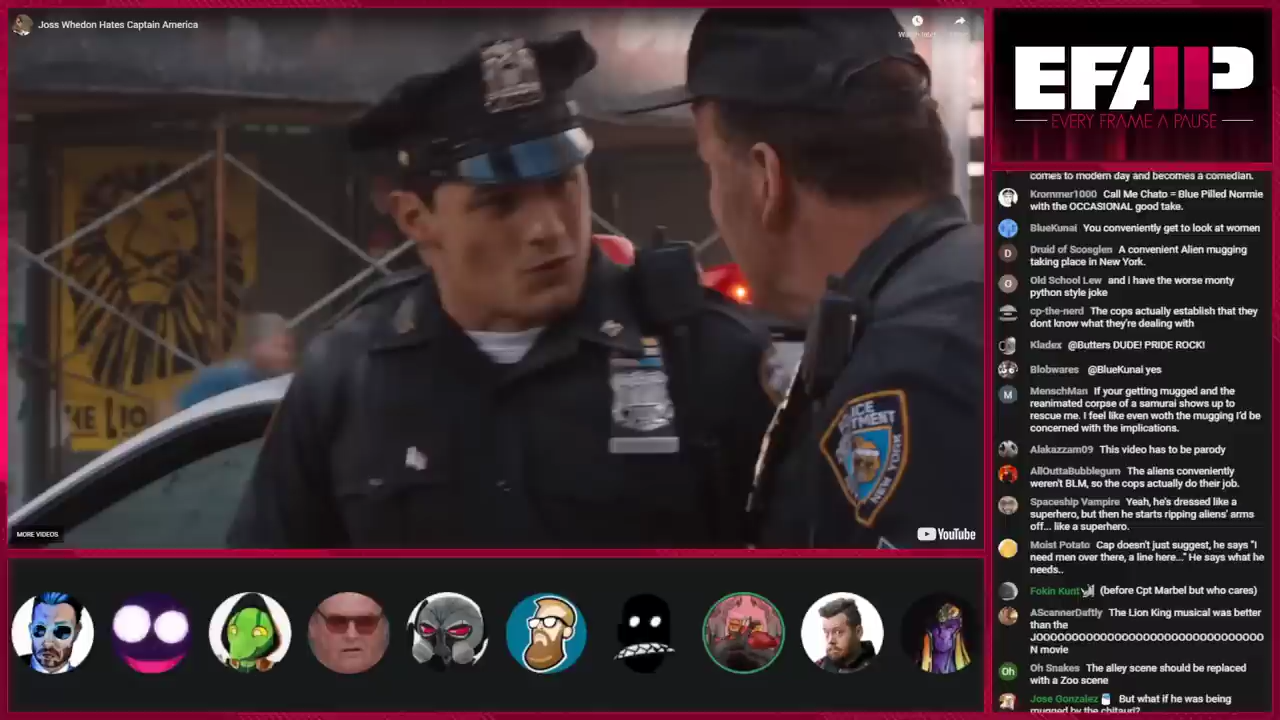 Joss Whedon Hates Captain America
MORE VIDEOS
YouTube
HE LIO
NEW YORK
EFAP
EVERY FRAME A PAUSE
comes to modern day and becomes a comedian.
Krommer1000 Call Me Chato = Blue Pilled Normie
with the OCCASIONAL good take.
BlueKunai You conveniently get to look at women
Druid of Scosglen A convenient Alien mugging
taking place in New York.
Old School Lew and i have the worse monty
python style joke
cp-the-nerd The cops actually establish that they
dont know what they're dealing with
Kladex @Butters DUDE! PRIDE ROCK!
Blobwares @BlueKunai yes
MenschMan If your getting mugged and the
reanimated corpse of a samurai shows up to
rescue me. I feel like even woth the mugging I'd be
concerned with the implications.
Alakazzam09 This video has to be parody
AllOuttaBubblegum The aliens conveniently
weren't BLM, so the cops actually do their job.
Spaceship Vampire Yeah, he's dressed like a
superhero, but then he starts ripping aliens' arms
off... like a superhero.
Moist Potato Cap doesn't just suggest, he says "I
need men over there, a line here..." He says what he
needs..
Fokin Kunt (before Cpt Marbel but who cares)
AScannerDaftly The Lion King musical was better
than the
N movie
Oh Snakes The alley scene should be replaced
with a Zoo scene
Jose Gonzalez But what if he was being
mugged by the chitauri?